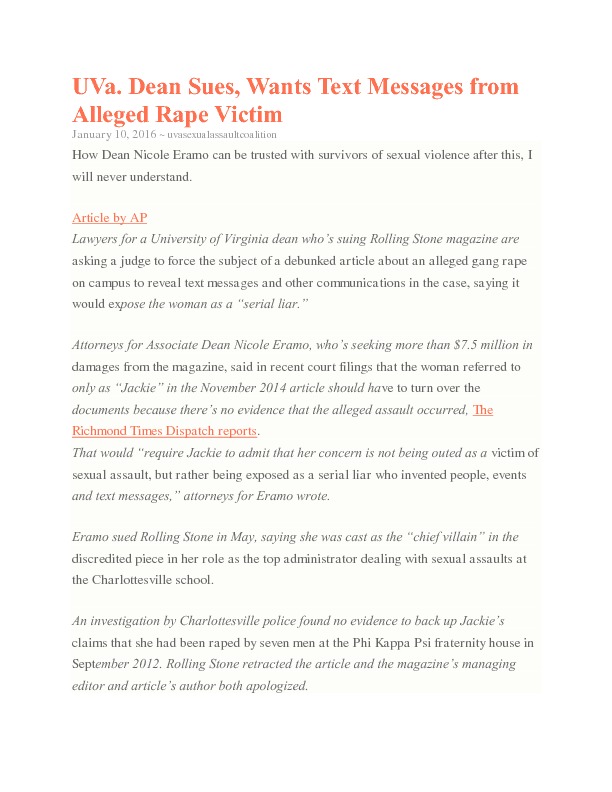 UVa. Dean Sues, Wants Text Messages from
Alleged Rape Victim
January 10, 2016 ~ uvasexualassaultcoalition
How Dean Nicole Eramo can be trusted with survivors of sexual violence after this, I
will never understand.
Article by AP
Lawyers for a University of Virginia dean who’s suing Rolling Stone magazine are
asking a judge to force the subject of a debunked article about an alleged gang rape
on campus to reveal text messages and other communications in the case, saying it
would expose the woman as a “serial liar.”
Attorneys for Associate Dean Nicole Eramo, who’s seeking more than $7.5 million in
damages from the magazine, said in recent court filings that the woman referred to
only as “Jackie” in the November 2014 article should have to turn over the
documents because there’s no evidence that the alleged assault occurred, The
Richmond Times Dispatch reports.
That would “require Jackie to admit that her concern is not being outed as a victim of
sexual assault, but rather being exposed as a serial liar who invented people, events
and text messages,” attorneys for Eramo wrote.
Eramo sued Rolling Stone in May, saying she was cast as the “chief villain” in the
discredited piece in her role as the top administrator dealing with sexual assaults at
the Charlottesville school.
An investigation by Charlottesville police found no evidence to back up Jackie’s
claims that she had been raped by seven men at the Phi Kappa Psi fraternity house in
September 2012. Rolling Stone retracted the article and the magazine’s managing
editor and article’s author both apologized.